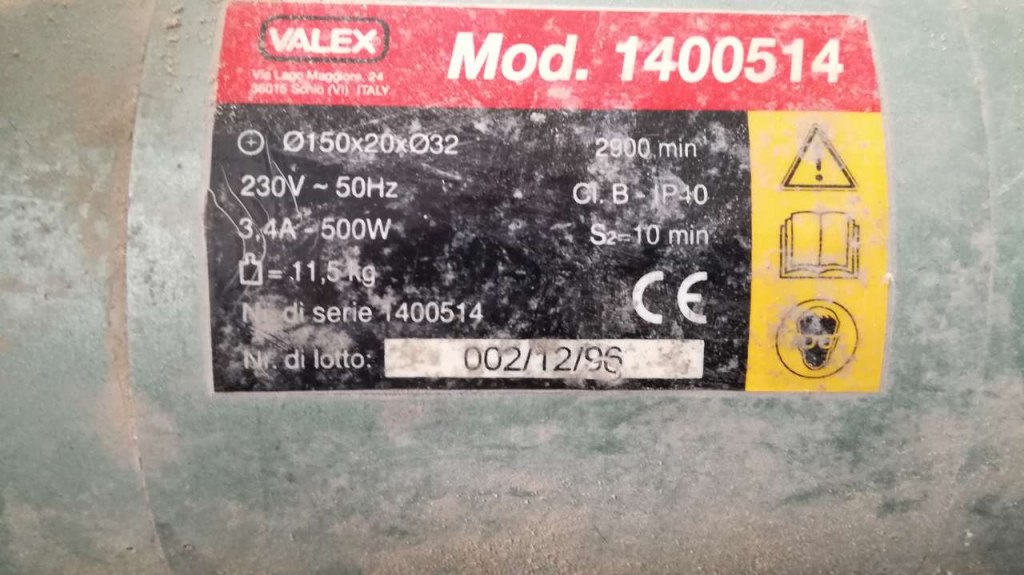 VALEX
Mod. 1400514
Via Lago Maggiore, 24
36015 Schio (VI) ITALY
Ø150x20xØ32
2900 min
230V ~ 50Hz
Cl. B - IP40
3,4A - 500W
S2=10 min
= 11,5 kg
CE
Nr. di serie 1400514
Nr. di lotto: 002/12/96